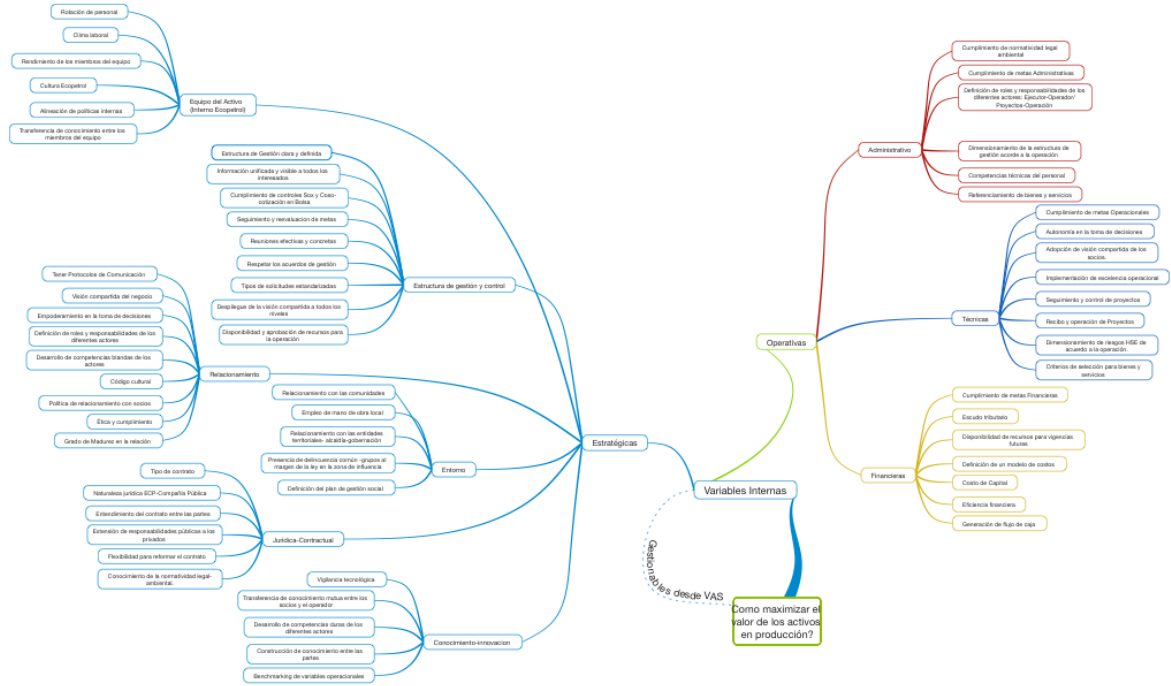 Rotación de personal
Clima laboral
Rendimiento de los miembros del equipo
Cultura Ecopetrol
Alineación de políticas internas
Transferencia de conocimiento entre los
miembros del equipo
Equipo del Activo
(Interno Ecopetrol)
Estructura de Gestión clara y definida
Información unificada y visible a todos los
interesados
Cumplimiento de controles Sox y Coso-
cotización en Bolsa
Seguimiento y reevaluacion de metas
Reuniones efectivas y concretas
Respetar los acuerdos de gestión
Tipos de solicitudes estandarizadas
Despliegue de la visión compartida a todos los
niveles
Disponibilidad y aprobación de recursos para
la operación
Estructura de gestión y control
Tener Protocolos de Comunicación
Visión compartida del negocio
Empoderamiento en la toma de decisiones
Definición de roles y responsabilidades de los
diferentes actores
Desarrollo de competencias blandas de los
actores
Código cultural
Política de relacionamiento con socios
Ética y cumplimiento
Grado de Madurez en la relación
Relacionamiento
Relacionamiento con las comunidades
Empleo de mano de obra local
Relacionamiento con las entidades
territoriales- alcaldía-gobernación
Presencia de delincuencia común -grupos al
margen de la ley en la zona de influencia
Definición del plan de gestión social
Entorno
Tipo de contrato
Naturaleza jurídica ECP-Compañía Pública
Entendimiento del contrato entre las partes
Extensión de responsabilidades públicas a los
privados
Flexibilidad para reformar el contrato
Conocimiento de la normatividad legal-
ambiental.
Jurídica-Contractual
Vigilancia tecnológica
Transferencia de conocimiento mutua entre los
socios y el operador
Desarrollo de competencias duras de los
diferentes actores
Construcción de conocimiento entre las
partes
Benchmarking de variables operacionales
Conocimiento-innovacion
Estratégicas
Variables Internas
Gestionables desde VAS
Como maximizar el
valor de los activos
en producción?
Operativas
Administrativo
Cumplimiento de normatividad legal
ambiental
Cumplimiento de metas Administrativas
Definición de roles y responsabilidades de los
diferentes actores: Ejecutor-Operador/
Proyectos-Operación
Dimensionamiento de la estructura de
gestión acorde a la operación
Competencias técnicas del personal
Referenciamiento de bienes y servicios
Técnicas
Cumplimiento de metas Operacionales
Autonomía en la toma de decisiones
Adopción de visión compartida de los
socios.
Implementación de excelencia operacional
Seguimiento y control de proyectos
Recibo y operación de Proyectos
Dimensionamiento de riesgos HSE de
acuerdo a la operación.
Criterios de selección para bienes y
servicios
Financieras
Cumplimiento de metas Financieras
Escudo tributario
Disponibilidad de recursos para vigencias
futuras
Definición de un modelo de costos
Costo de Capital
Eficiencia financiera
Generación de flujo de caja